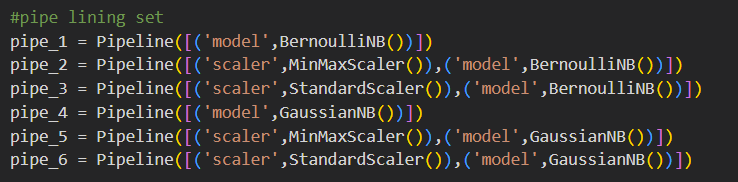 #pipe lining set
pipe_1 = Pipeline([('model',BernoulliNB())])
pipe_2 = Pipeline([('scaler',MinMaxScaler()),('model',BernoulliNB())])
pipe_3 = Pipeline([('scaler',StandardScaler()),('model',BernoulliNB())])
pipe_4 = Pipeline([('model',GaussianNB())])
pipe_5 = Pipeline([('scaler',MinMaxScaler()),('model',GaussianNB())])
pipe_6 = Pipeline([('scaler',StandardScaler()),('model',GaussianNB())])